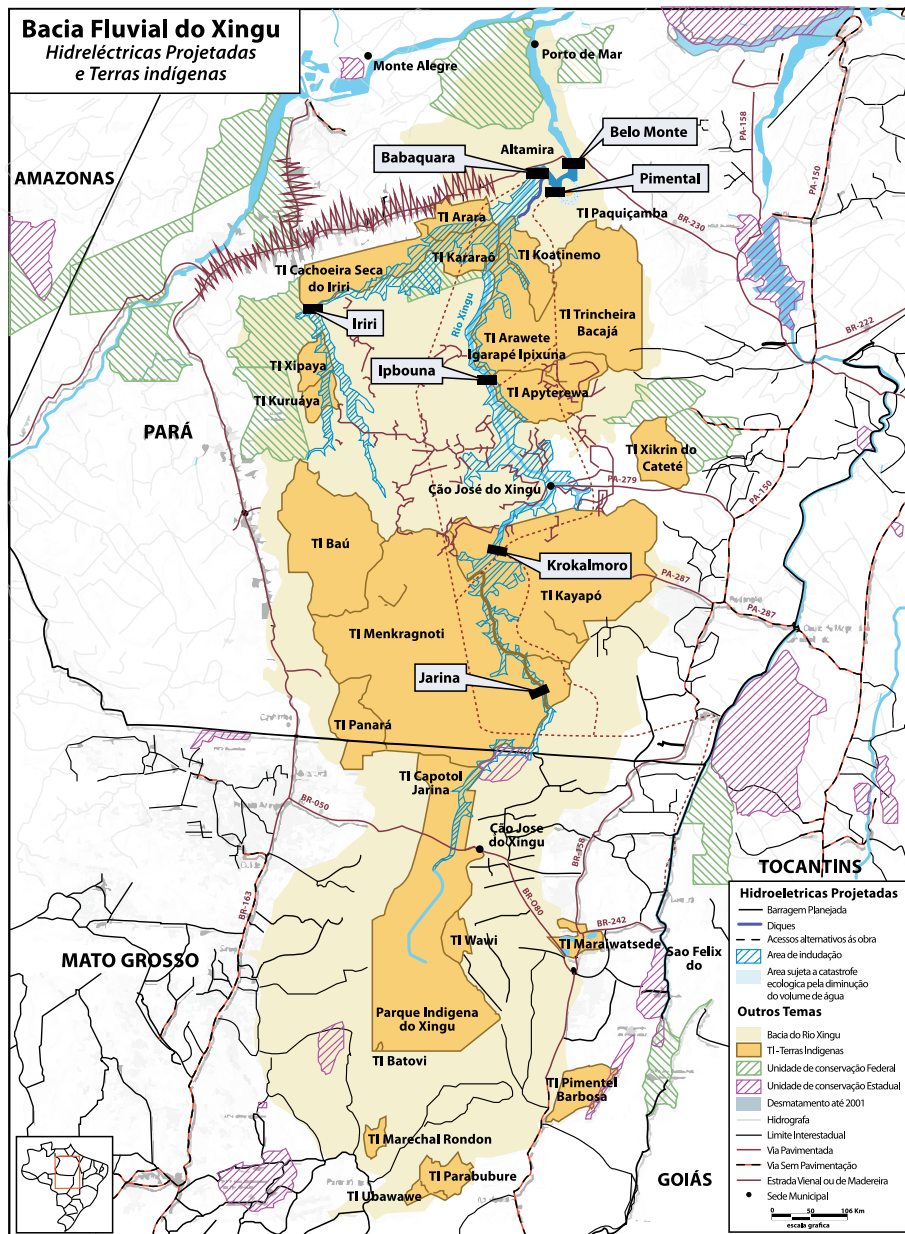 Bacia Fluvial do Xingu
Hidreléctricas Projetadas
e Terras indígenas
Monte Alegre
Porto de Mar
PA-158
PA-150
Altamira
Belo Monte
Babaquara
Pimental
AMAZONAS
TI Arara
TI Paquiçamba
BR-230
TI Kararaô
TI Koatinemo
TI Cachoeira Seca
do Iriri
Rio Xingu
TI Trincheira
Bacajá
Iriri
BR-222
TI Arawete
Igarapé Ipixuna
TI Xipaya
Ipbouna
TI Kuruáya
TI Apyterewa
PARÁ
TI Xikrin do
Cateté
Ção José do Xingu
PA-279
PA-150
TI Baú
Krokalmoro
PA-287
TI Kayapó
PA-287
TI Menkragnoti
Jarina
TI Panará
TI Capotol
Jarina
BR-050
Ção Jose
do Xingu
BR-158
TOCANTINS
BR-163
BR-080
BR-242
TI Wawi
TI Maraiwatsede
Sao Felix
do
MATO GROSSO
Parque Indigena
do Xingu
TI Batovi
TI Pimentel
Barbosa
TI Marechal Rondon
TI Parabubure
TI Ubawawe
GOIÁS
Hidroeletricas Projetadas
Barragem Planejada
Diques
Acessos alternativos ás obra
Area de indudação
Area sujeta a catastrofe
ecologica pela diminução
do volume de água
Outros Temas
Bacia do Rio Xingu
TI-Terras Indigenas
Unidade de conservação Federal
Unidade de conservação Estadual
Desmatamento até 2001
Hidrografa
Limite Interestadual
Via Pavimentada
Via Sem Pavimentação
Estrada Vienal ou de Madereira
Sede Municipal
0 50 106 Km
escala grafica